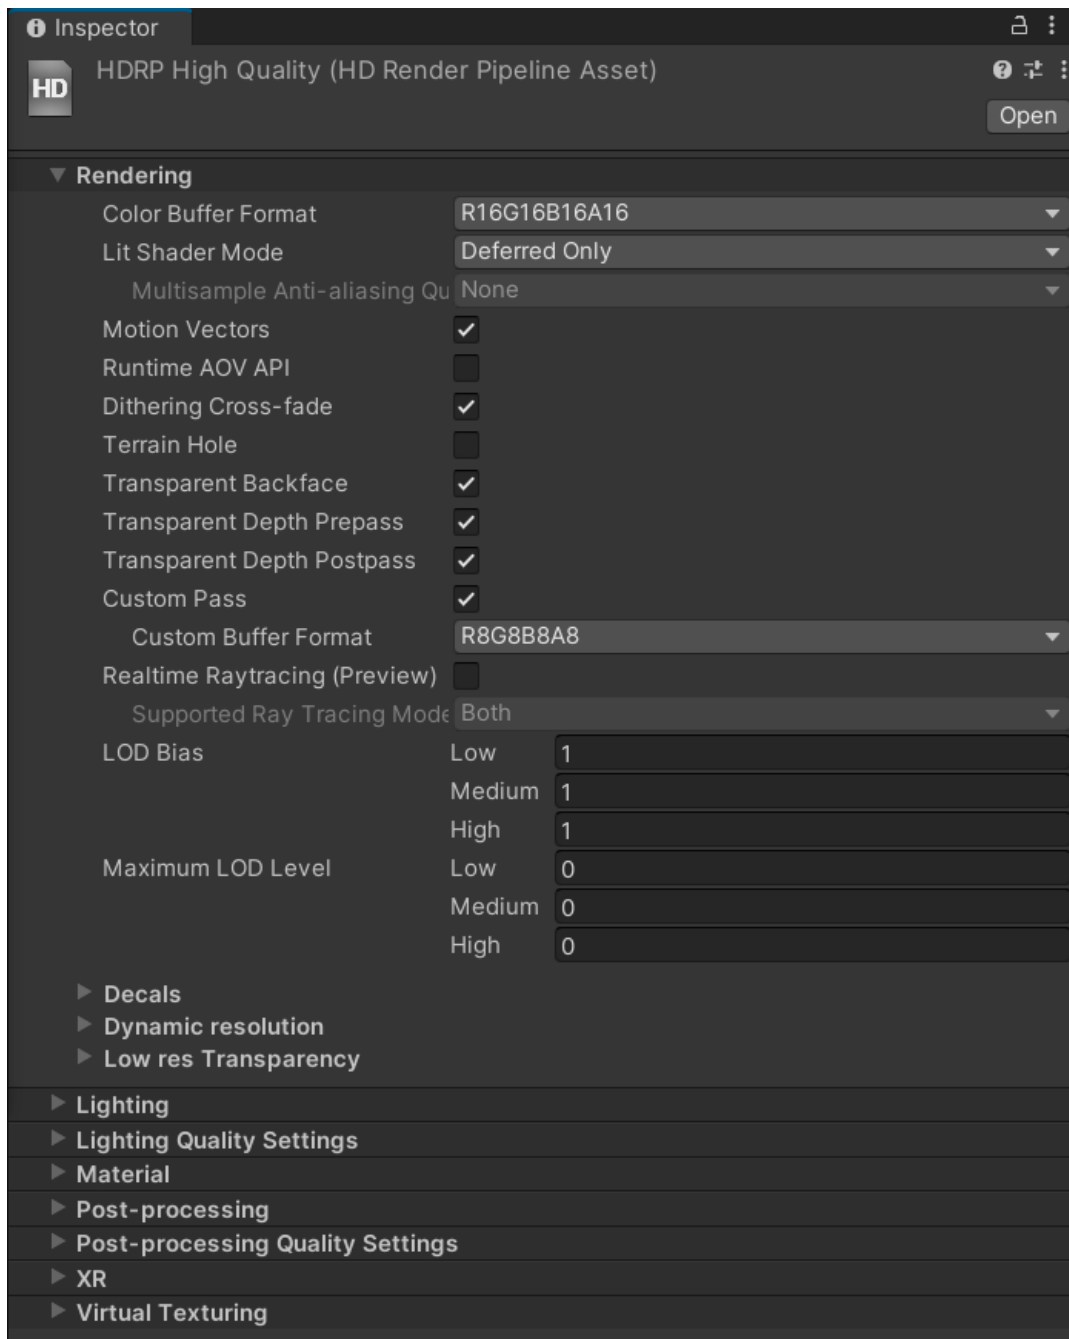 Inspector
HDRP High Quality (HD Render Pipeline Asset)
HD
Open
Rendering
Color Buffer Format R16G16B16A16
Lit Shader Mode Deferred Only
Multisample Anti-aliasing Qu None
Motion Vectors
Runtime AOV API
Dithering Cross-fade
Terrain Hole
Transparent Backface
Transparent Depth Prepass
Transparent Depth Postpass
Custom Pass
Custom Buffer Format R8G8B8A8
Realtime Raytracing (Preview)
Supported Ray Tracing Mode Both
LOD Bias Low 1
Medium 1
High 1
Maximum LOD Level Low 0
Medium 0
High 0
Decals
Dynamic resolution
Low res Transparency
Lighting
Lighting Quality Settings
Material
Post-processing
Post-processing Quality Settings
XR
Virtual Texturing